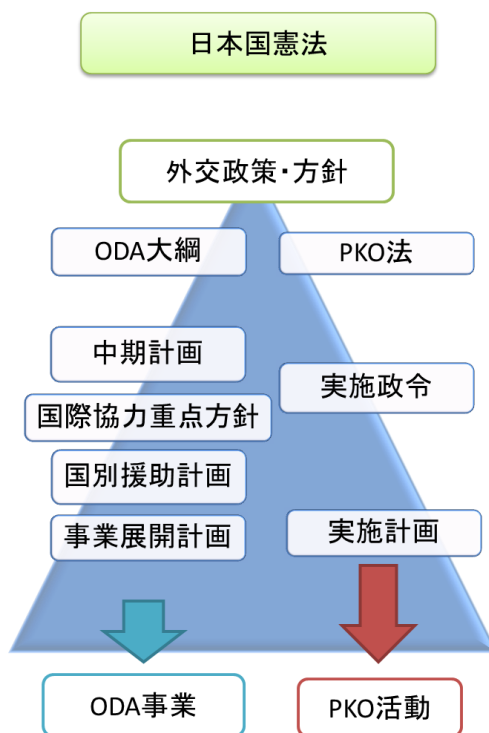 日本国憲法
外交政策・方針
ODA大綱
PKO法
中期計画
実施政令
国際協力重点方針
国別援助計画
事業展開計画
実施計画
ODA事業
PKO活動